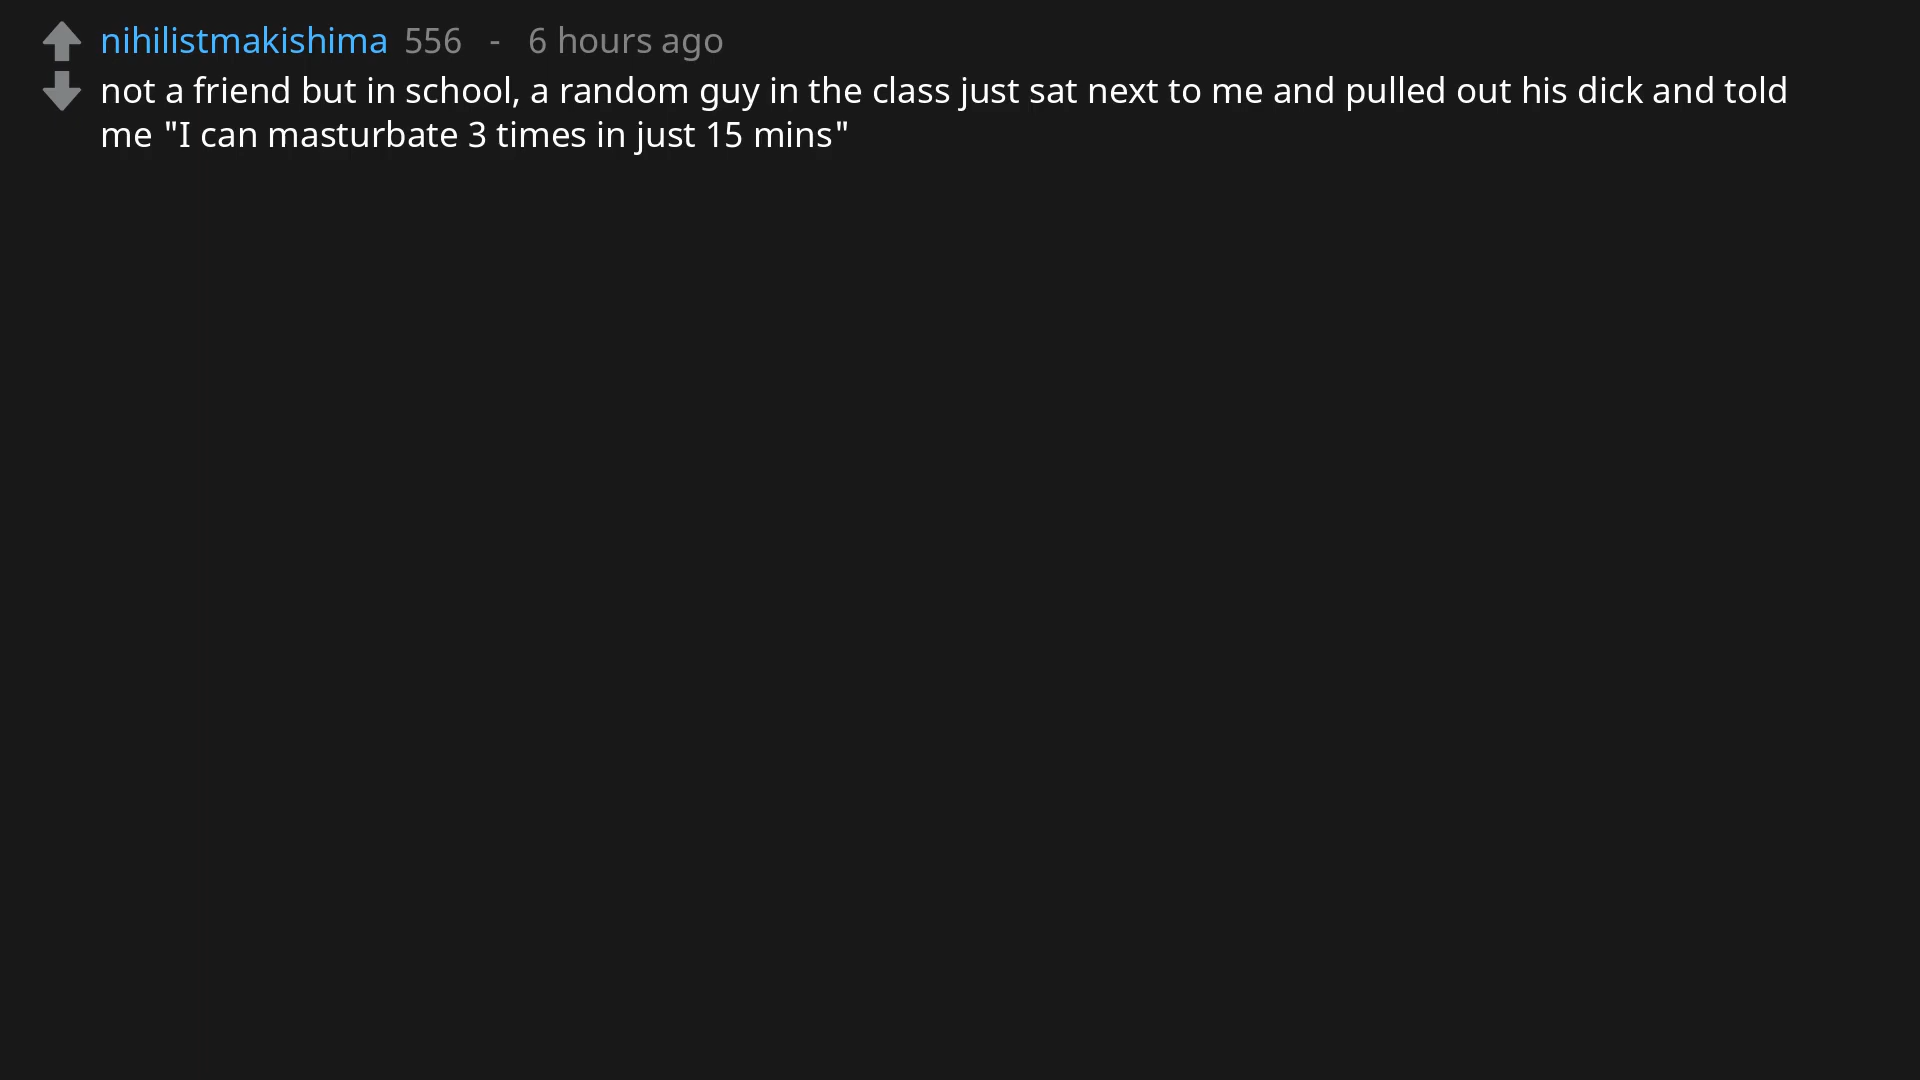 nihilistmakishima 556 - 6 hours ago
not a friend but in school, a random guy in the class just sat next to me and pulled out his dick and told
me "I can masturbate 3 times in just 15 mins"